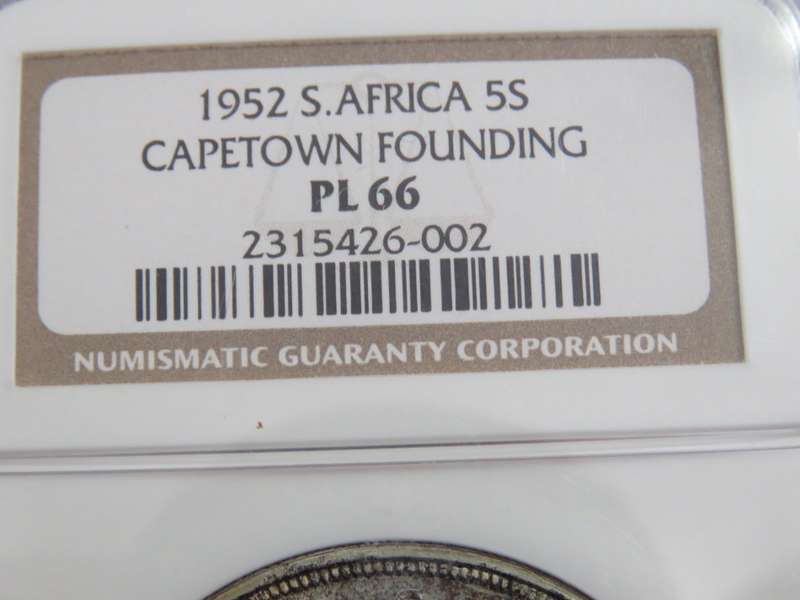 1952 S.AFRICA 5S
CAPETOWN FOUNDING
PL 66
2315426-002
NUMISMATIC GUARANTY CORPORATION